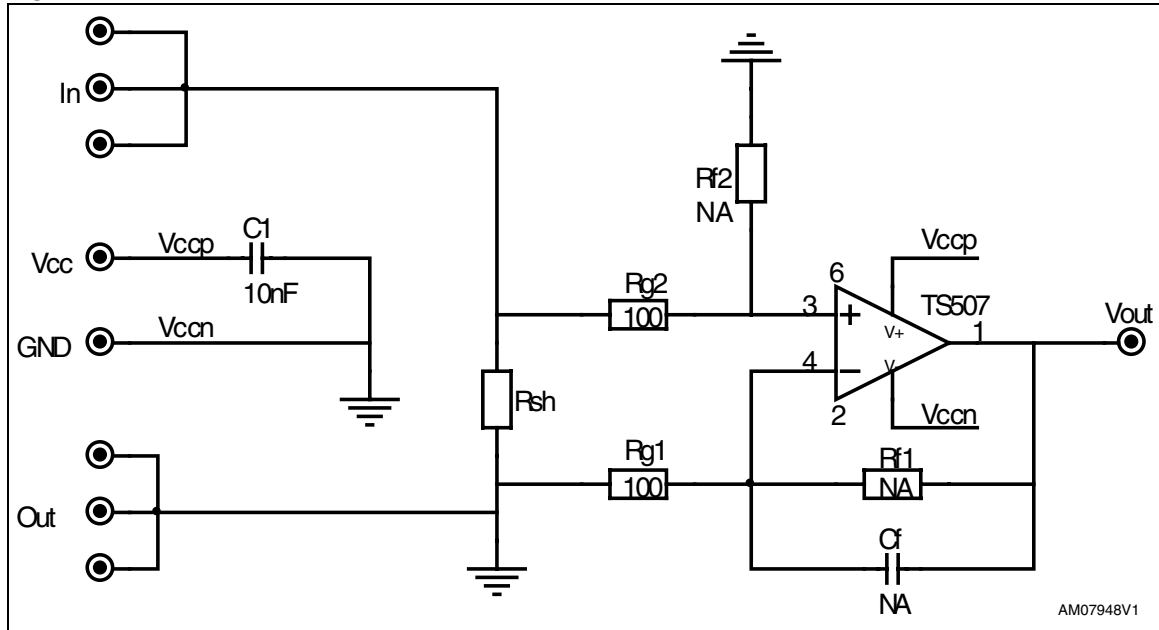 In
Vcc
Vccp
C1
10nF
GND
Vccn
Out
Rsh
Rg2
100
Rg1
100
Rf2
NA
3
+
4
−
6
2
V+
V-
Vccp
TS507
1
Vccn
Vout
Rf1
NA
Cf
NA
AM07948V1